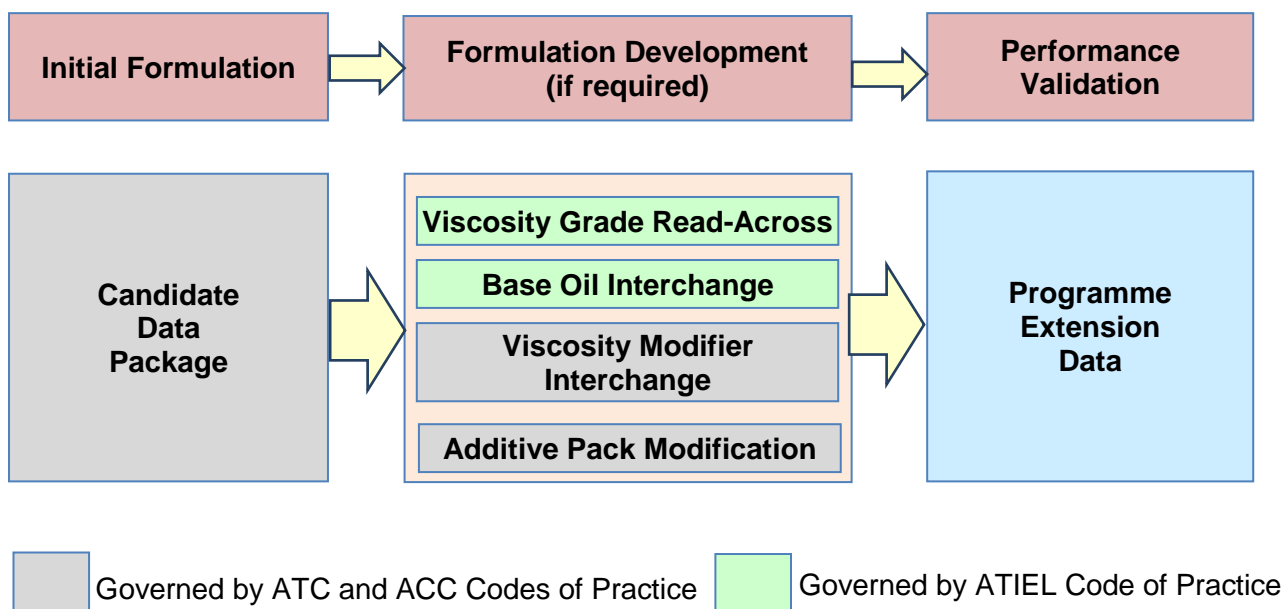 Initial Formulation
Formulation Development
(if required)
Performance
Validation
Candidate
Data
Package
Viscosity Grade Read-Across
Base Oil Interchange
Viscosity Modifier
Interchange
Additive Pack Modification
Programme
Extension
Data
Governed by ATC and ACC Codes of Practice
Governed by ATIEL Code of Practice